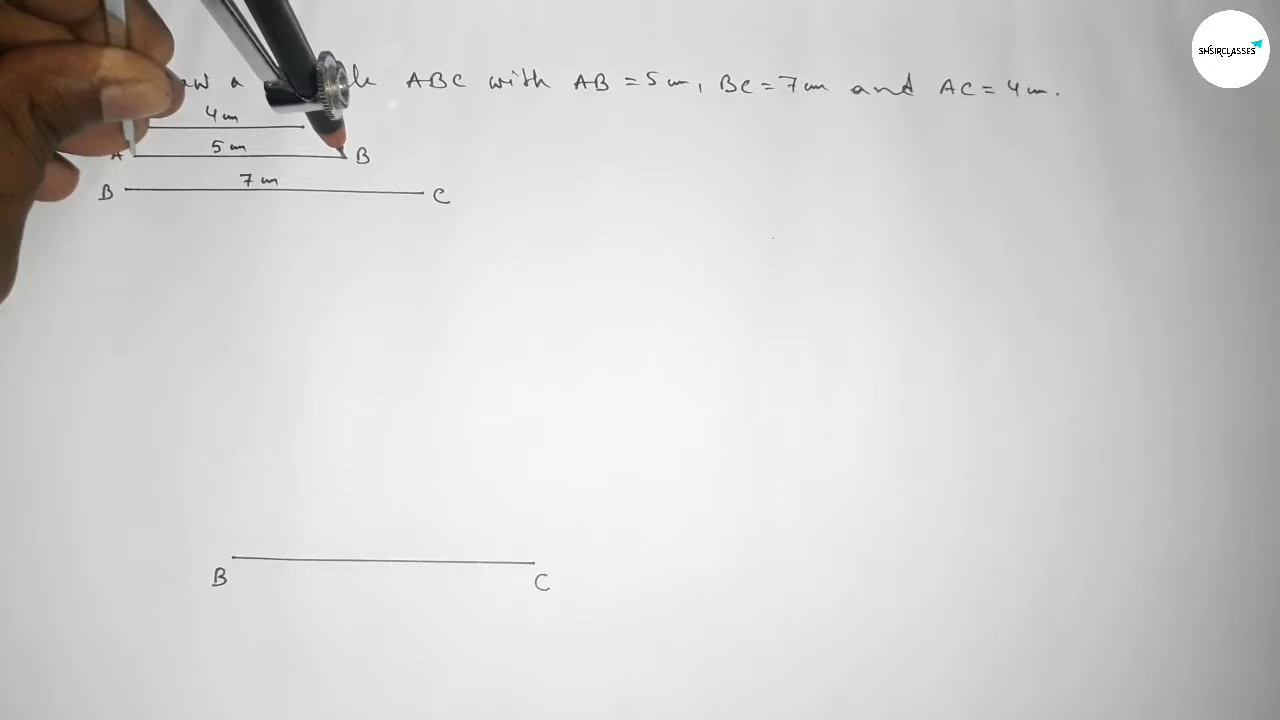 a ABC with AB = 5 cm, BC = 7 cm and AC = 4 cm.
4 cm
5 cm
A B
7 cm
B C
B C
SHSIRCLASSES